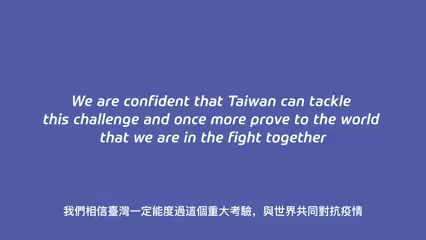 We are confident that Taiwan can tackle
this challenge and once more prove to the world
that we are in the fight together
我們相信臺灣一定能度過這個重大考驗，與世界共同對抗疫情